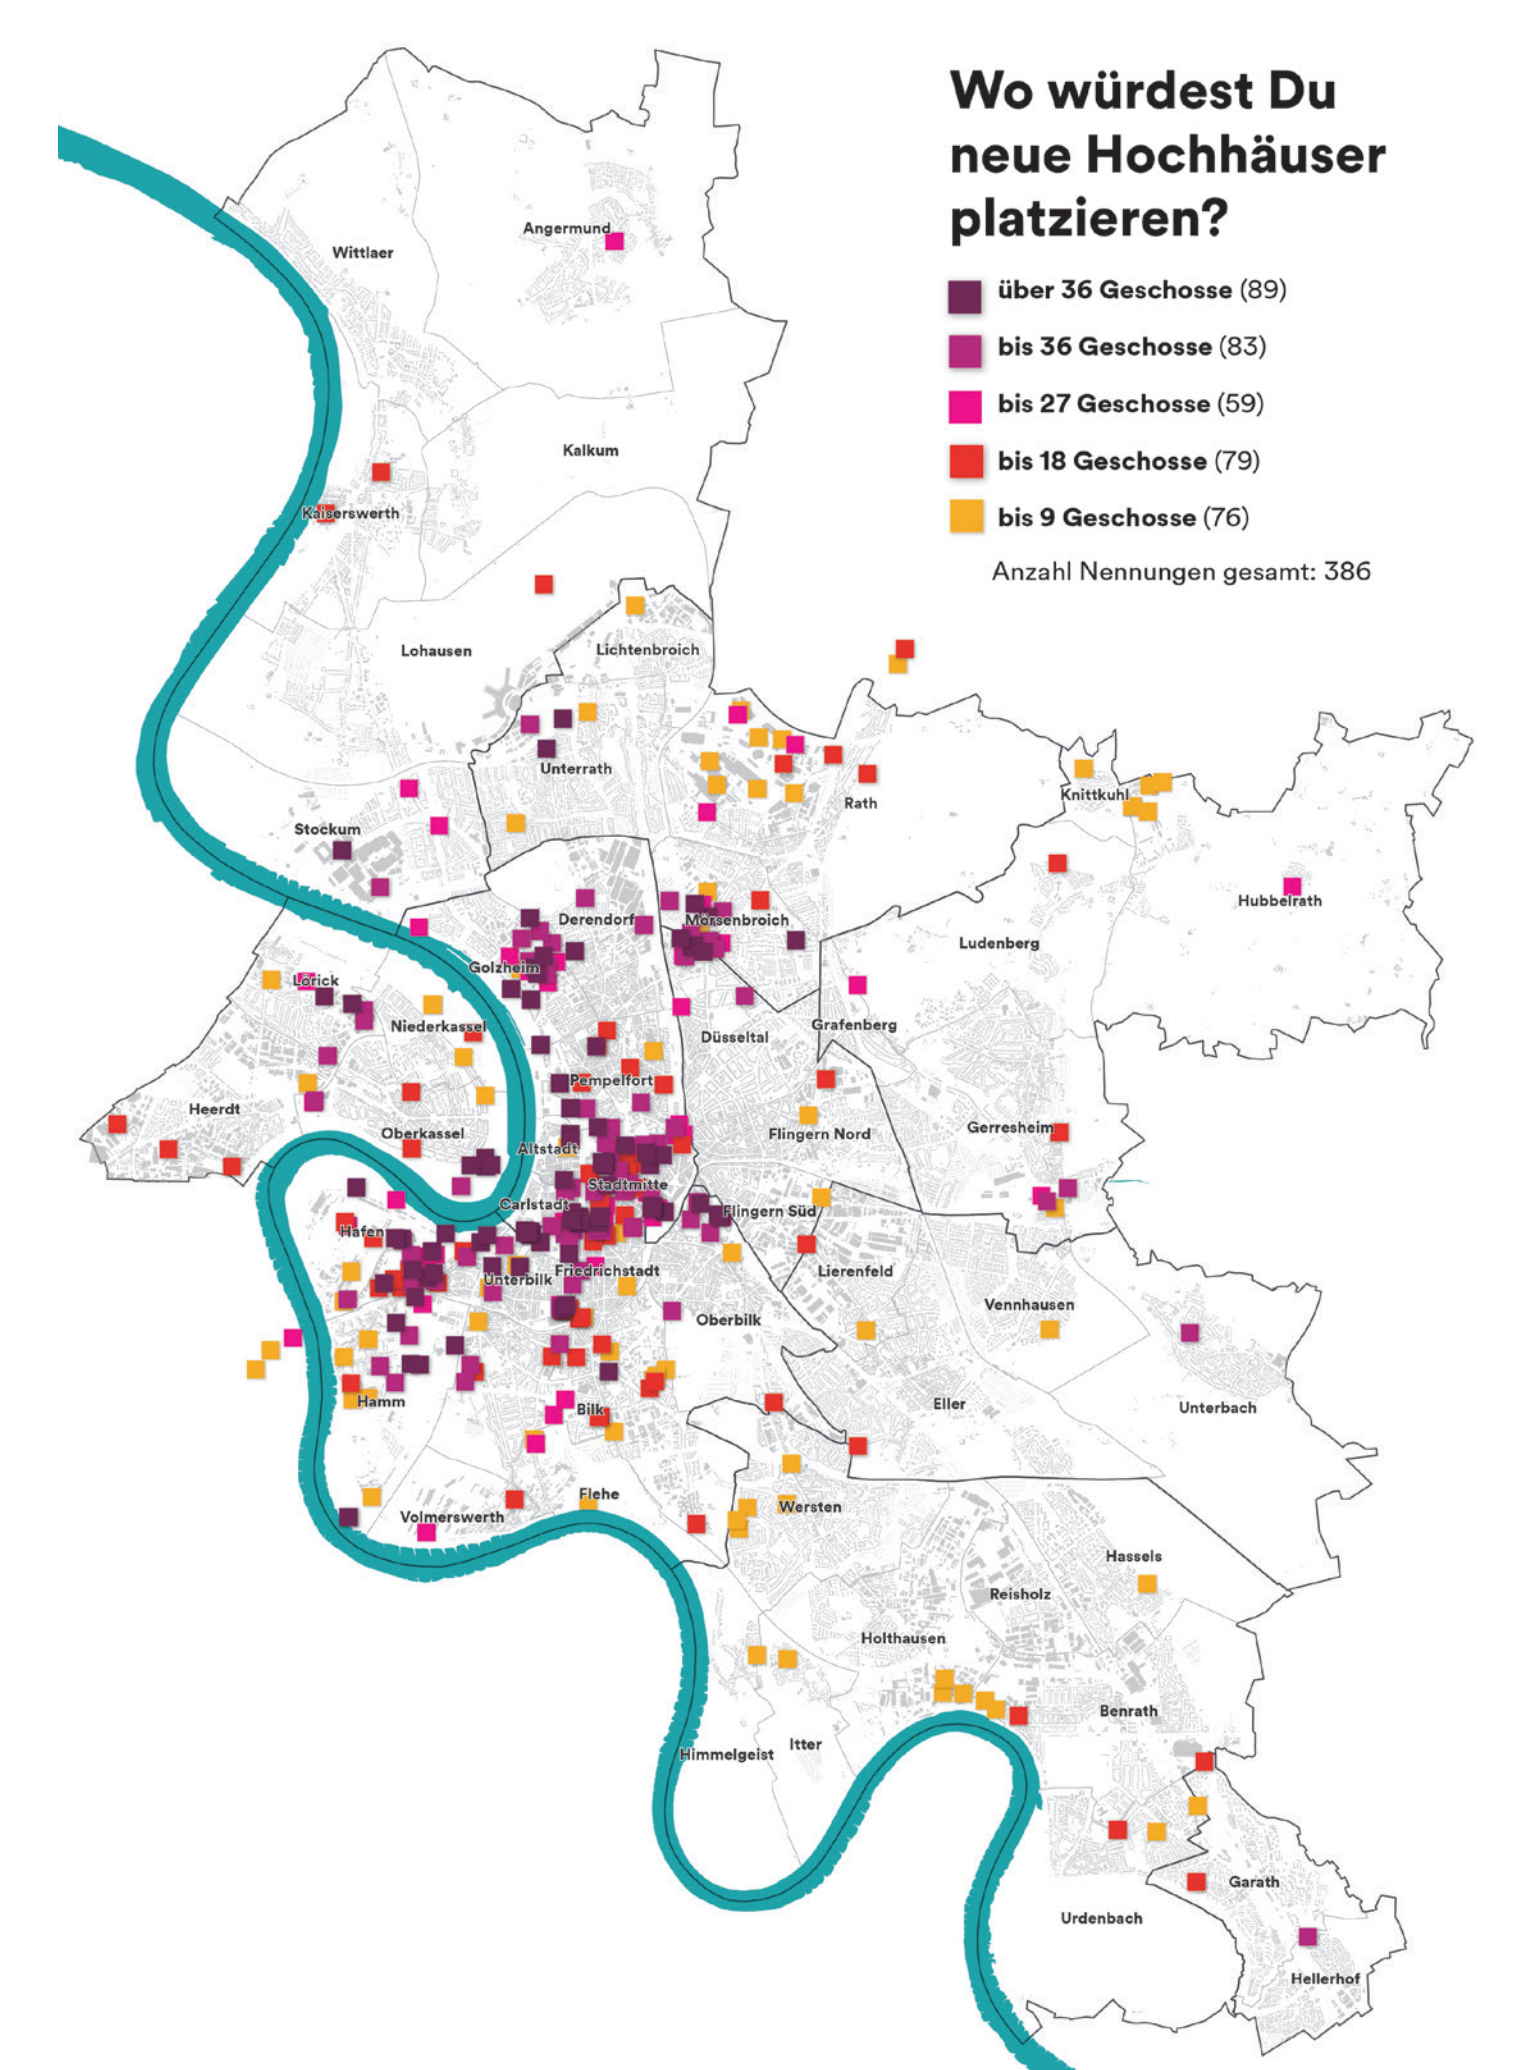 Wo würdest Du
neue Hochhäuser
platzieren?
über 36 Geschosse (89)
bis 36 Geschosse (83)
bis 27 Geschosse (59)
bis 18 Geschosse (79)
bis 9 Geschosse (76)
Anzahl Nennungen gesamt: 386
Angermund
Wittlaer
Kalkum
Kaiserswerth
Lohausen
Lichtenbroich
Unterrath
Knittkuhl
Rath
Stockum
Hubbelrath
Derendorf
Mörsenbroich
Ludenberg
Golzheim
Lörick
Niederkassel
Grafenberg
Düsseltal
Pempelfort
Heerdt
Gerresheim
Oberkassel
Flingern Nord
Altstadt
Stadtmitte
Carlstadt
Flingern Süd
Hafen
Friedrichstadt
Lierenfeld
Unterbilk
Vennhausen
Oberbilk
Hamm
Eller
Unterbach
Bilk
Flehe
Wersten
Volmerswerth
Hassels
Reisholz
Holthausen
Benrath
Itter
Himmelgeist
Garath
Urdenbach
Hellerhof